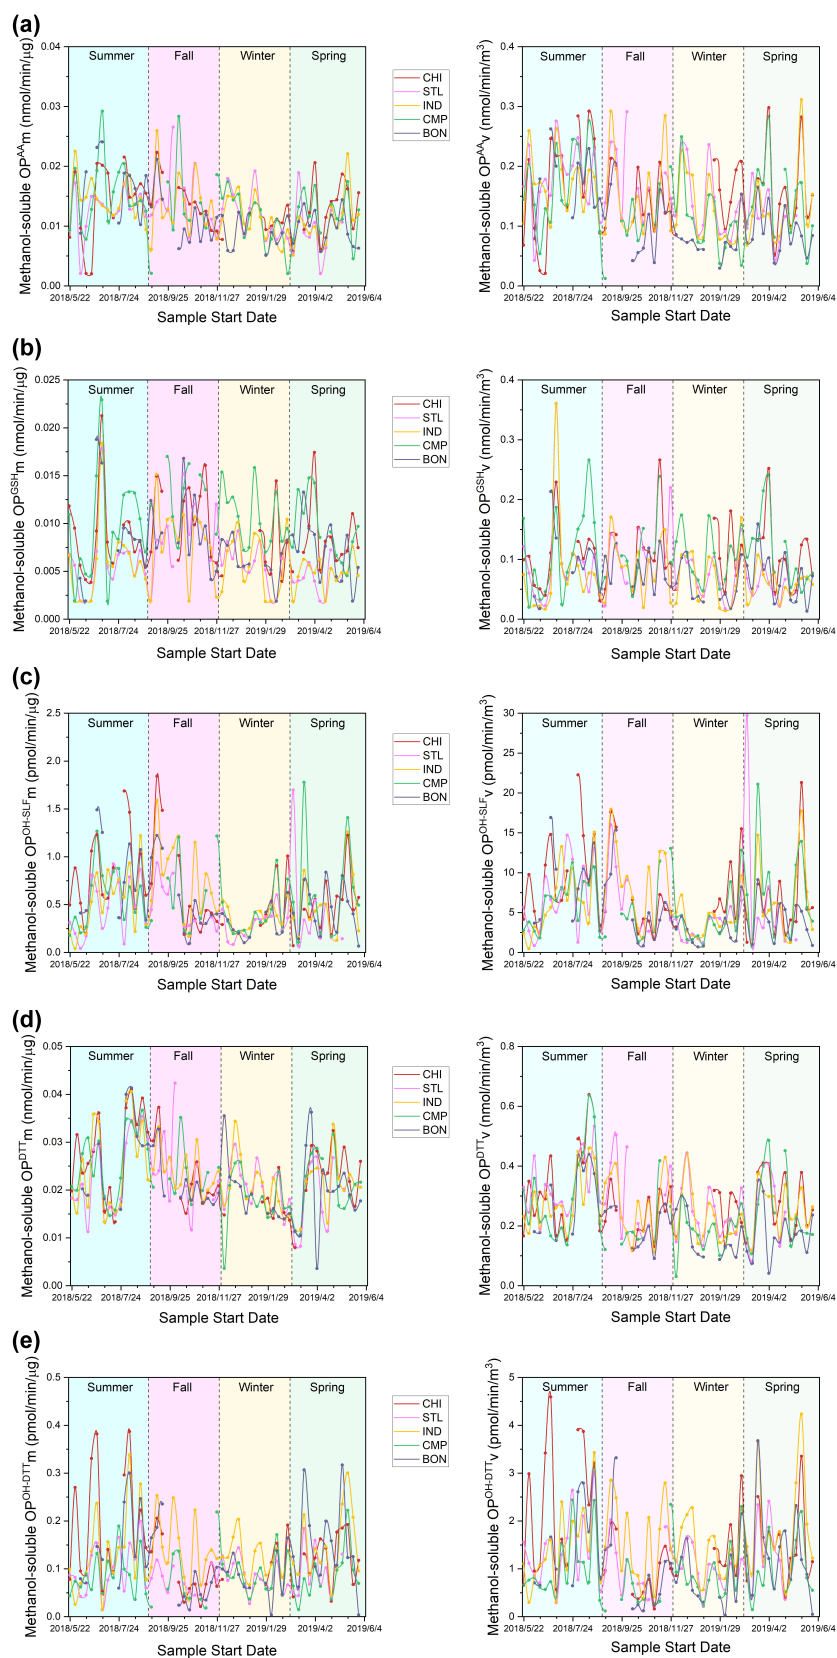 (a)
Methanol-soluble OP^AAm (nmol/min/μg)
0.04
0.03
0.02
0.01
0.00
Summer Fall Winter Spring
2018/5/22 2018/7/24 2018/9/25 2018/11/27 2019/1/29 2019/4/2 2019/6/4
Sample Start Date
CHI
STL
IND
CMP
BON
Methanol-soluble OP^AAv (nmol/min/m³)
0.4
0.3
0.2
0.1
0.0
Summer Fall Winter Spring
2018/5/22 2018/7/24 2018/9/25 2018/11/27 2019/1/29 2019/4/2 2019/6/4
Sample Start Date
(b)
Methanol-soluble OP^GSHm (nmol/min/μg)
0.025
0.020
0.015
0.010
0.005
0.000
Summer Fall Winter Spring
2018/5/22 2018/7/24 2018/9/25 2018/11/27 2019/1/29 2019/4/2 2019/6/4
Sample Start Date
CHI
STL
IND
CMP
BON
Methanol-soluble OP^GSHv (nmol/min/m³)
0.4
0.3
0.2
0.1
0.0
Summer Fall Winter Spring
2018/5/22 2018/7/24 2018/9/25 2018/11/27 2019/1/29 2019/4/2 2019/6/4
Sample Start Date
(c)
Methanol-soluble OP^OH-SLFm (pmol/min/μg)
2.5
2.0
1.5
1.0
0.5
0.0
Summer Fall Winter Spring
2018/5/22 2018/7/24 2018/9/25 2018/11/27 2019/1/29 2019/4/2 2019/6/4
Sample Start Date
CHI
STL
IND
CMP
BON
Methanol-soluble OP^OH-SLFv (pmol/min/m³)
30
25
20
15
10
5
0
Summer Fall Winter Spring
2018/5/22 2018/7/24 2018/9/25 2018/11/27 2019/1/29 2019/4/2 2019/6/4
Sample Start Date
(d)
Methanol-soluble OP^DTTm (nmol/min/μg)
0.05
0.04
0.03
0.02
0.01
0.00
Summer Fall Winter Spring
2018/5/22 2018/7/24 2018/9/25 2018/11/27 2019/1/29 2019/4/2 2019/6/4
Sample Start Date
CHI
STL
IND
CMP
BON
Methanol-soluble OP^DTTv (nmol/min/m³)
0.8
0.6
0.4
0.2
0.0
Summer Fall Winter Spring
2018/5/22 2018/7/24 2018/9/25 2018/11/27 2019/1/29 2019/4/2 2019/6/4
Sample Start Date
(e)
Methanol-soluble OP^OH-DTTm (pmol/min/μg)
0.5
0.4
0.3
0.2
0.1
0.0
Summer Fall Winter Spring
2018/5/22 2018/7/24 2018/9/25 2018/11/27 2019/1/29 2019/4/2 2019/6/4
Sample Start Date
CHI
STL
IND
CMP
BON
Methanol-soluble OP^OH-DTTv (pmol/min/m³)
5
4
3
2
1
0
Summer Fall Winter Spring
2018/5/22 2018/7/24 2018/9/25 2018/11/27 2019/1/29 2019/4/2 2019/6/4
Sample Start Date